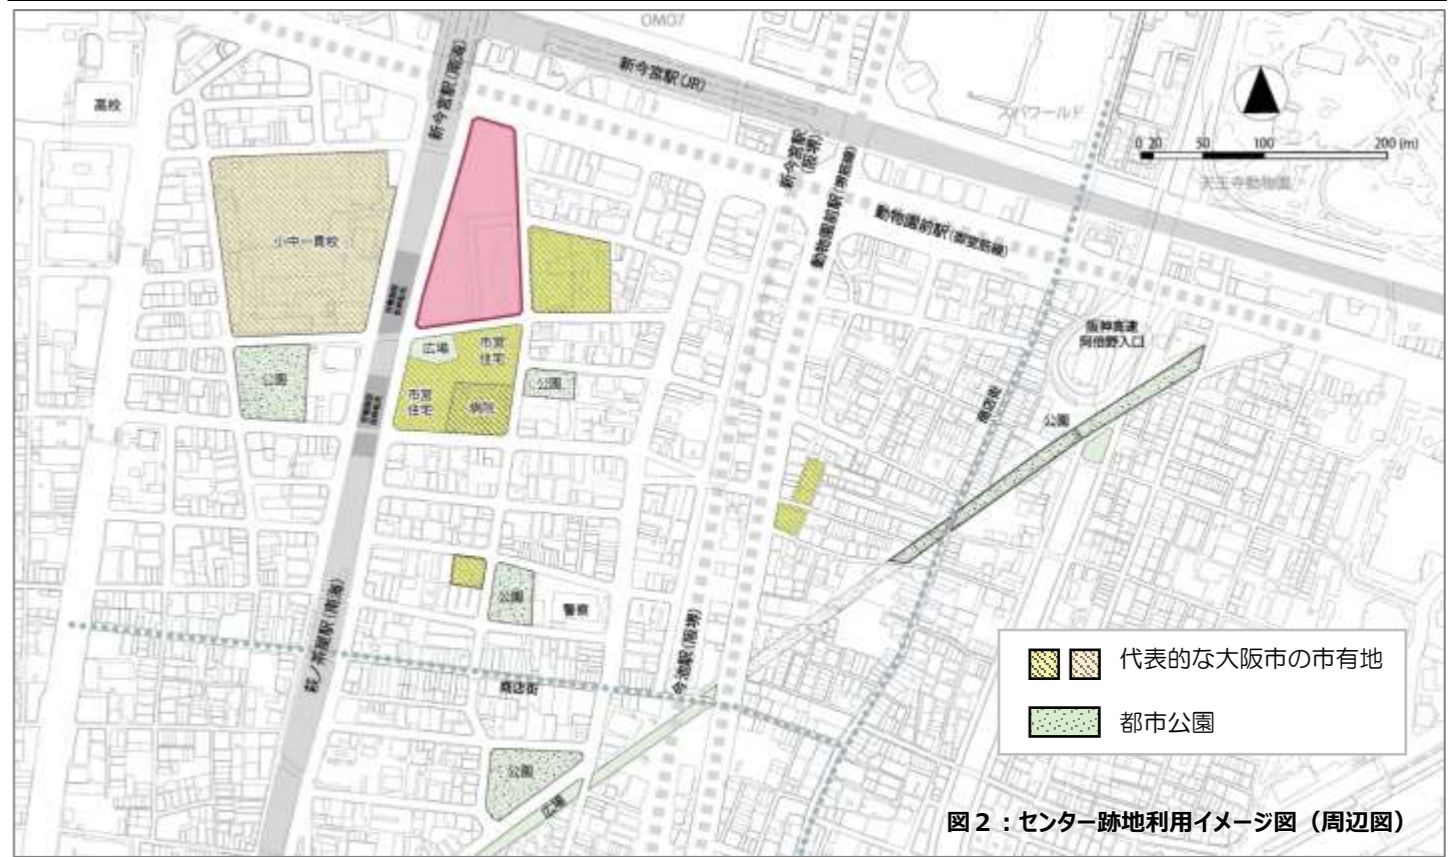 OMO7
新今宮駅(JR)
新今宮駅(南海)
高校
スパワールド
0 20 50 100 200 (m)
天王寺動物園
新今宮駅
(阪堺)
動物園前駅(堺筋線)
動物園前駅(御堂筋線)
小中一貫校
阪神高速
阿倍野入口
広場
市営
住宅
公園
公園
市営
住宅
病院
商店街
公園
公園
警察
萩ノ茶屋駅(南海)
今池駅(阪堺)
商店街
代表的な大阪市の市有地
都市公園
公園
広場
図2：センター跡地利用イメージ図（周辺図）